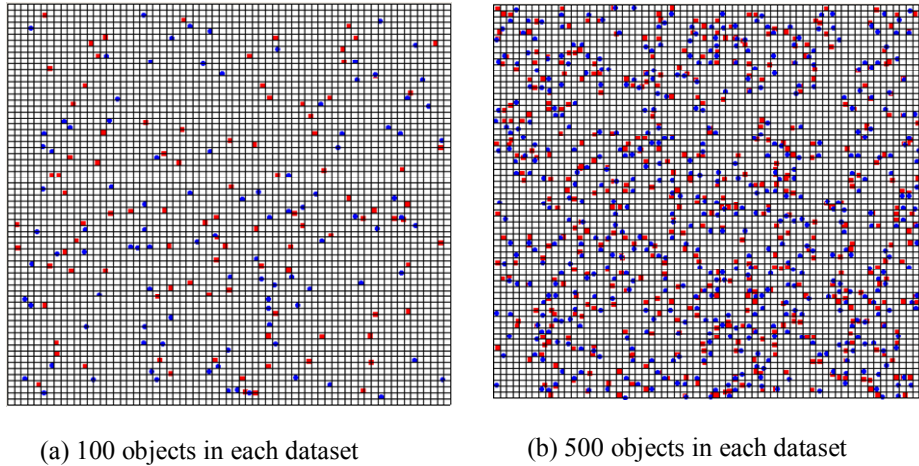 (a) 100 objects in each dataset
(b) 500 objects in each dataset